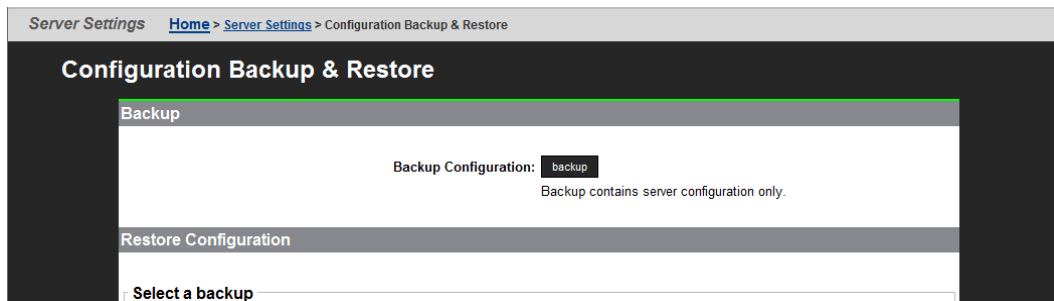 Server Settings Home > Server Settings > Configuration Backup & Restore
Configuration Backup & Restore
Backup
Backup Configuration: backup
Backup contains server configuration only.
Restore Configuration
Select a backup